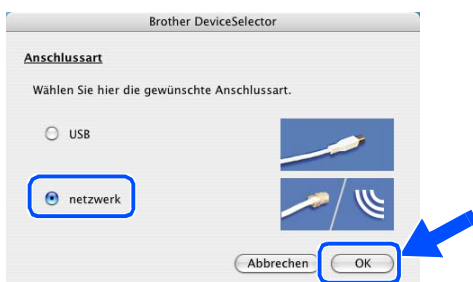 Brother DeviceSelector
Anschlussart
Wählen Sie hier die gewünschte Anschlussart.
USB
netzwerk
Abbrechen OK